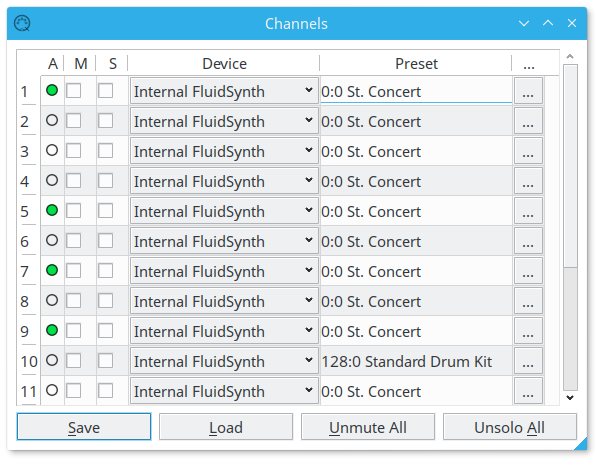 Channels
A M S Device Preset ...
1 Internal FluidSynth 0:0 St. Concert ...
2 Internal FluidSynth 0:0 St. Concert ...
3 Internal FluidSynth 0:0 St. Concert ...
4 Internal FluidSynth 0:0 St. Concert ...
5 Internal FluidSynth 0:0 St. Concert ...
6 Internal FluidSynth 0:0 St. Concert ...
7 Internal FluidSynth 0:0 St. Concert ...
8 Internal FluidSynth 0:0 St. Concert ...
9 Internal FluidSynth 0:0 St. Concert ...
10 Internal FluidSynth 128:0 Standard Drum Kit ...
11 Internal FluidSynth 0:0 St. Concert ...
Save Load Unmute All Unsolo All